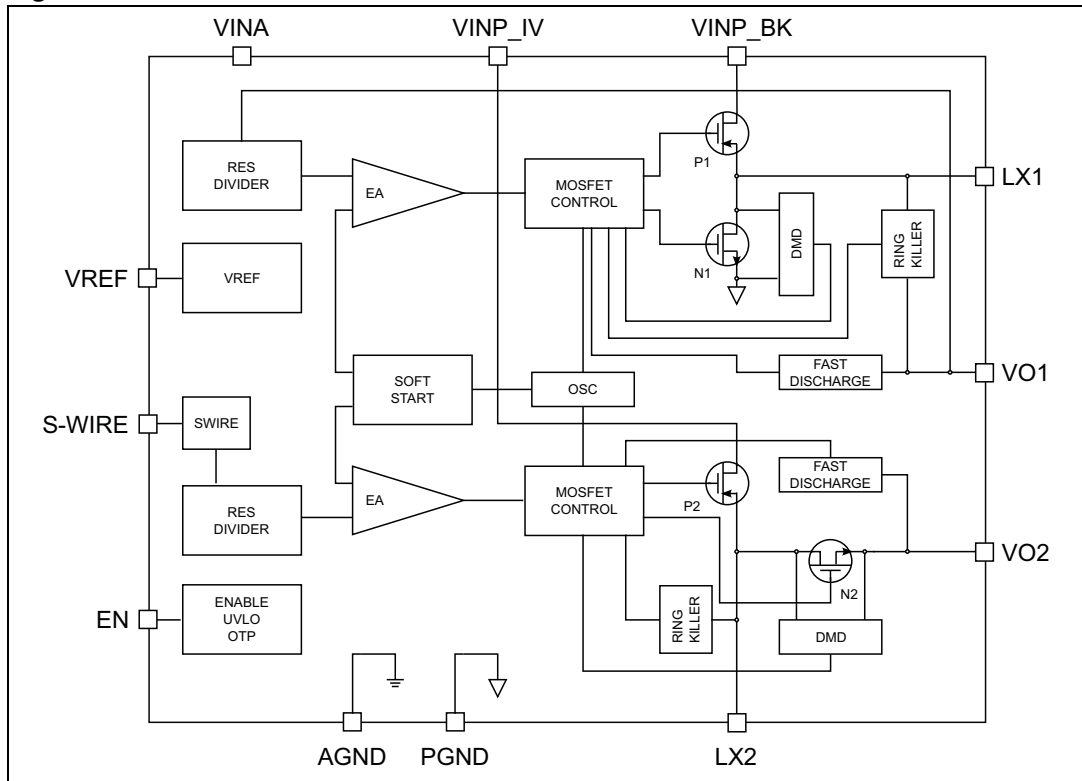 VINA
VINP_IV
VINP_BK
RES
DIVIDER
EA
MOSFET
CONTROL
P1
LX1
DMD
RING
KILLER
N1
VREF
VREF
SOFT
START
OSC
FAST
DISCHARGE
VO1
S-WIRE
SWIRE
RES
DIVIDER
EA
MOSFET
CONTROL
P2
FAST
DISCHARGE
VO2
N2
EN
ENABLE
UVLO
OTP
RING
KILLER
DMD
AGND
PGND
LX2